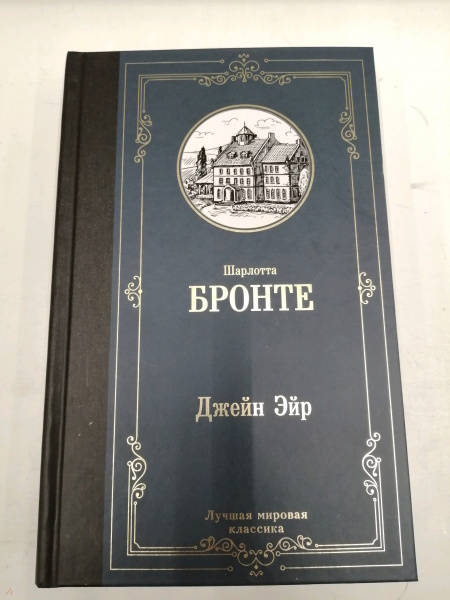 Шарлотта
БРОНТЕ
Джейн Эйр
Лучшая мировая
классика